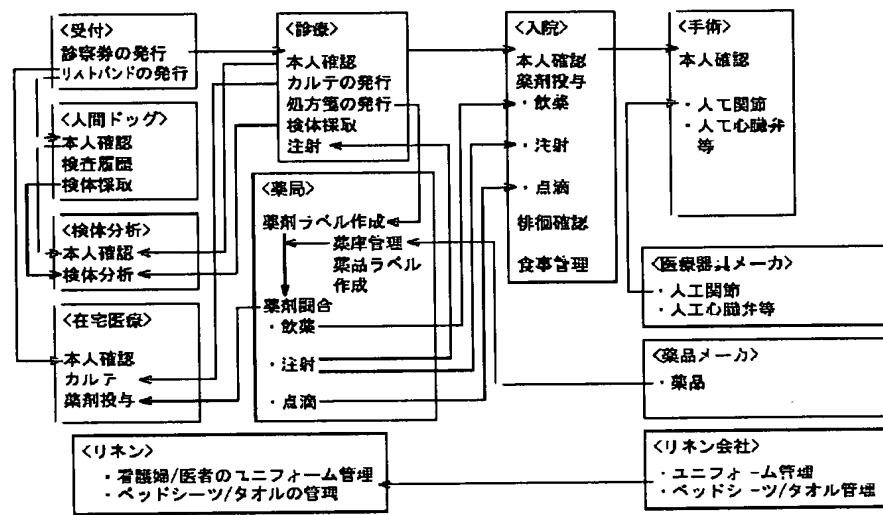 <受付>
診察券の発行
リストバンドの発行
<人間ドッグ>
本人確認
検査履歴
検体採取
<検体分析>
本人確認
検体分析
<在宅医療>
本人確認
カルテ
薬剤投与
<診療>
本人確認
カルテの発行
処方箋の発行
検体採取
注射
<薬局>
薬剤ラベル作成
薬庫管理
薬品ラベル
作成
薬剤調合
・飲薬
・注射
・点滴
<入院>
本人確認
薬剤投与
・飲薬
・注射
・点滴
徘徊確認
食事管理
<手術>
本人確認
・人工関節
・人工心臓弁
等
<医療器具メーカ>
・人工関節
・人工心臓弁等
<薬品メーカ>
・薬品
<リネン>
・看護婦/医者のユニフォーム管理
・ベッドシーツ/タオルの管理
<リネン会社>
・ユニフォーム管理
・ベッドシーツ/タオル管理